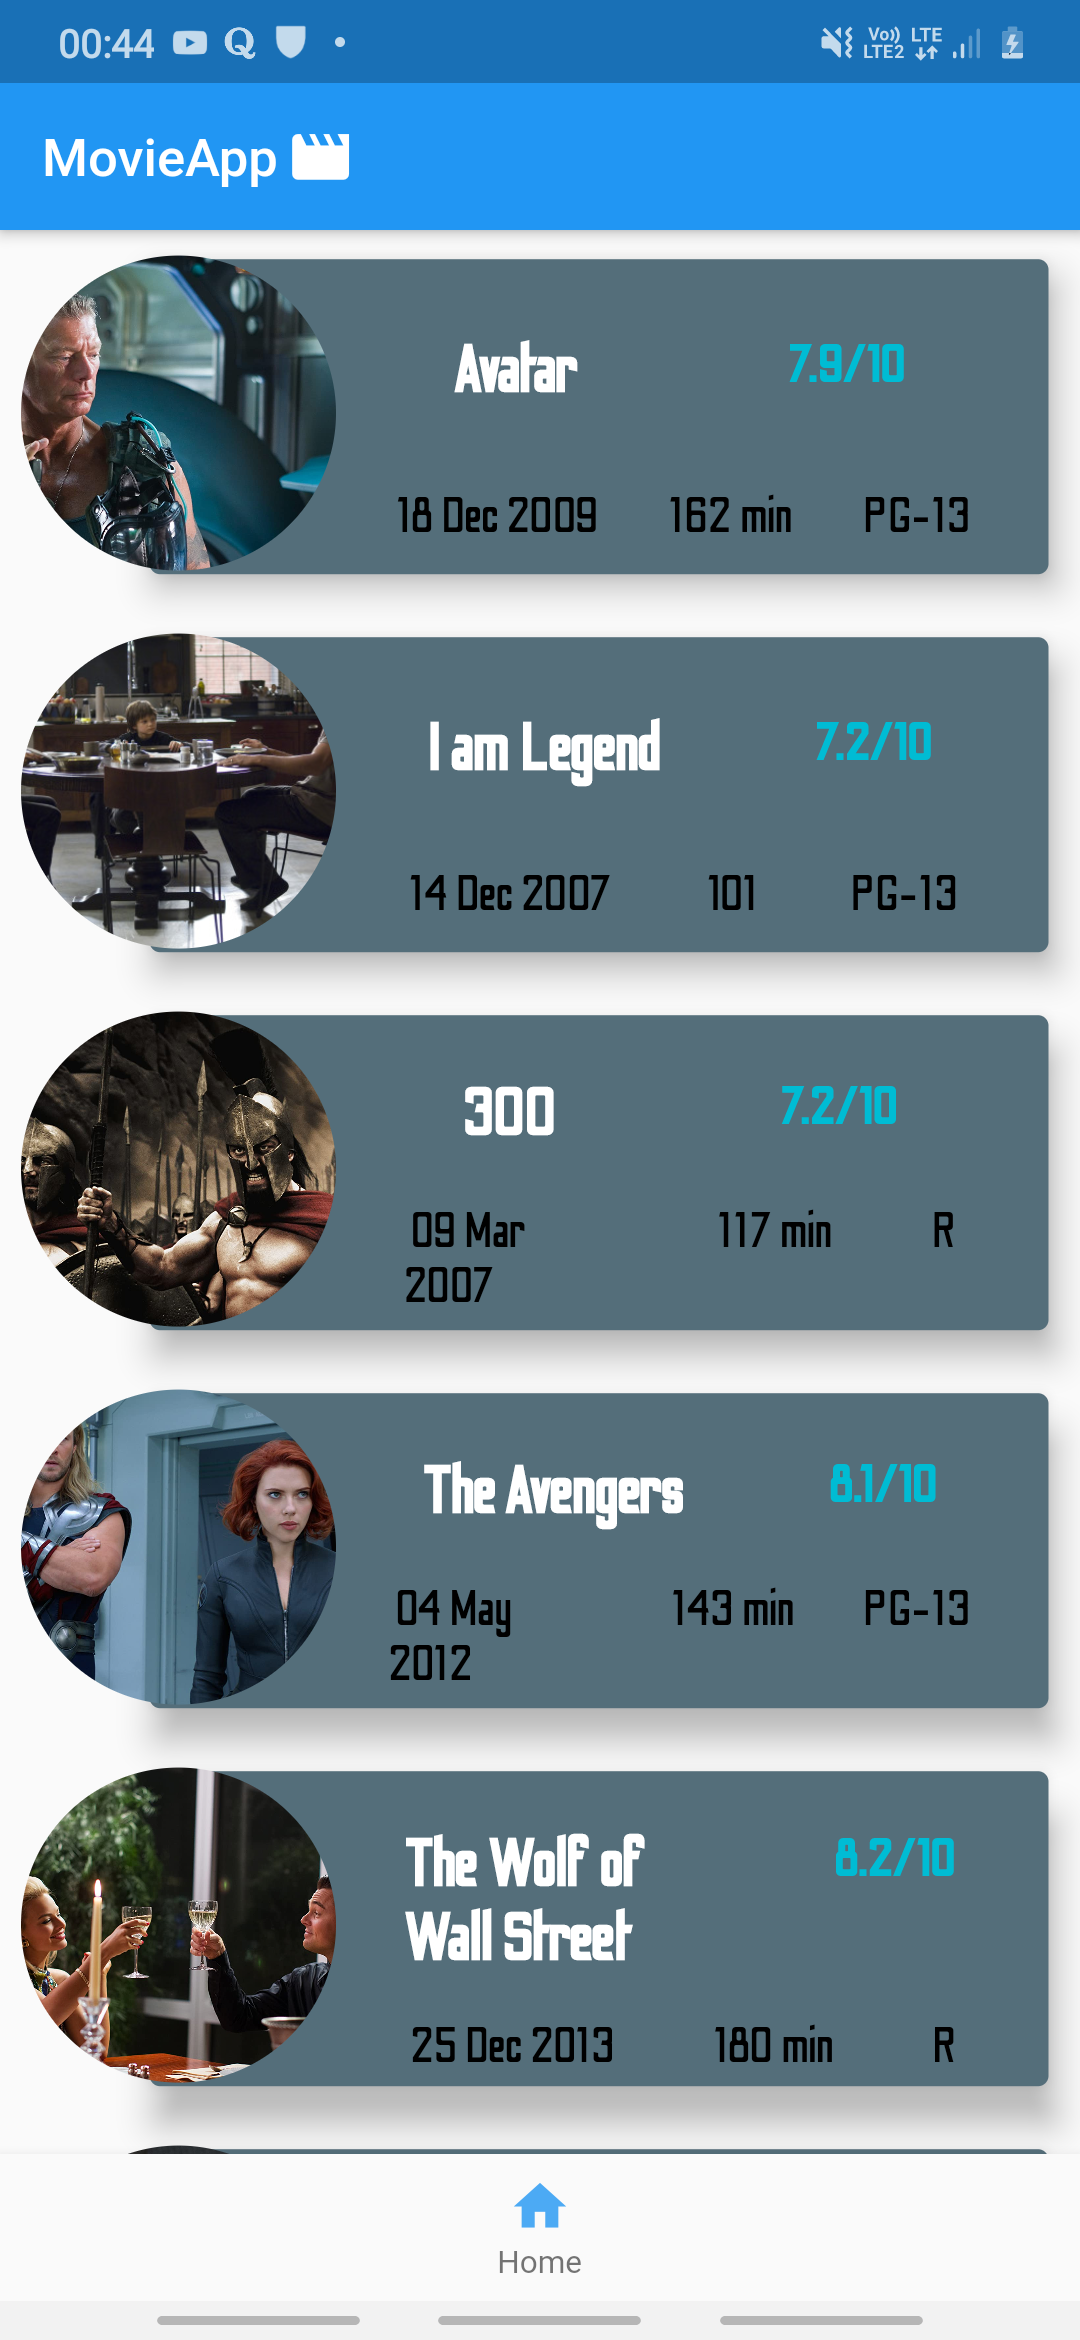 00:44
Vo)) LTE
LTE2
MovieApp
Avatar 7.9/10
18 Dec 2009 162 min PG-13
I am Legend 7.2/10
14 Dec 2007 101 PG-13
300 7.2/10
09 Mar 117 min R
2007
The Avengers 8.1/10
04 May 143 min PG-13
2012
The Wolf of 8.2/10
Wall Street
25 Dec 2013 180 min R
Home